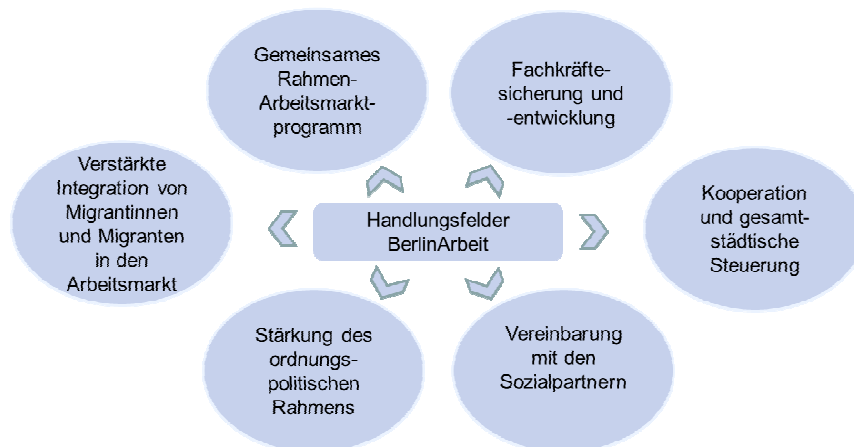 Gemeinsames
Rahmen-
Arbeitsmarkt-
programm
Fachkräfte-
sicherung und
-entwicklung
Verstärkte
Integration von
Migrantinnen
und Migranten
in den
Arbeitsmarkt
Handlungsfelder
BerlinArbeit
Kooperation
und gesamt-
städtische
Steuerung
Stärkung des
ordnungs-
politischen
Rahmens
Vereinbarung
mit den
Sozialpartnern